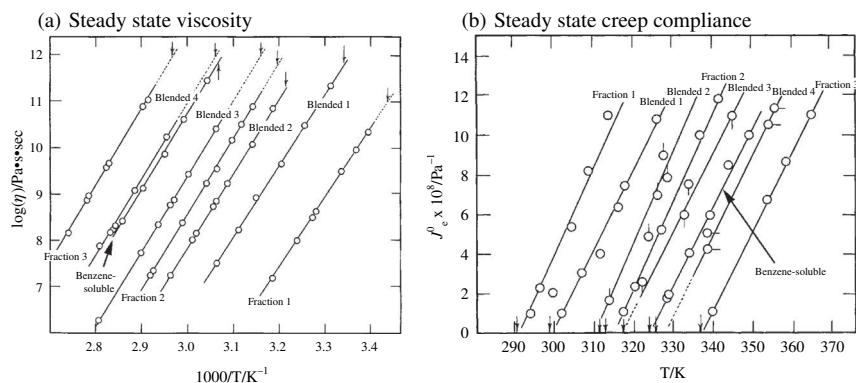 (a) Steady state viscosity
log(η)/Pa•s•sec
12
11
10
9
8
7
Blended 4
Blended 1
Blended 3
Blended 2
Fraction 3
Benzene-
soluble
Fraction 2
Fraction 1
2.8 2.9 3.0 3.1 3.2 3.3 3.4
1000/T/K⁻¹
(b) Steady state creep compliance
J⁰ₑ x 10⁸/Pa⁻¹
14
12
10
8
6
4
2
0
Fraction 1
Blended 1
Blended 2
Fraction 2
Blended 3
Blended 4
Benzene-soluble
290 300 310 320 330 340 350 360 370
T/K